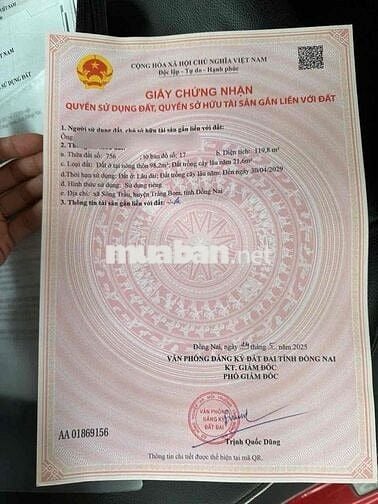 CỘNG HÒA XÃ HỘI CHỦ NGHĨA VIỆT NAM
Độc lập - Tự do - Hạnh phúc
GIẤY CHỨNG NHẬN
QUYỀN SỬ DỤNG ĐẤT, QUYỀN SỞ HỮU TÀI SẢN GẮN LIỀN VỚI ĐẤT
1. Người sử dụng đất, chủ sở hữu tài sản gắn liền với đất:
Ông
2. Thông
a. Thửa đất số: 756 ; tờ bản đồ số: 17 b. Diện tích: 119,8 m²
c. Loại đất: Đất ở tại nông thôn 98.2m²; Đất trồng cây lâu năm 21.6m²
d.Thời hạn sử dụng: Đất ở: Lâu dài; Đất trồng cây lâu năm: Đến ngày 30/04/2029
đ. Hình thức sử dụng: Sử dụng riêng
e. Địa chỉ: xã Sông Trầu, huyện Trảng Bom, tỉnh Đồng Nai
3. Thông tin tài sản gắn liền với đất:
muaban.net
Đồng Nai, ngày tháng 5 năm 2025
VĂN PHÒNG ĐĂNG KÝ ĐẤT ĐAI TỈNH ĐỒNG NAI
KT. GIÁM ĐỐC
PHÓ GIÁM ĐỐC
VĂN PHÒNG
ĐĂNG KÝ
ĐẤT ĐAI
AA 01869156
Trịnh Quốc Dũng
Thông tin chi tiết được thể hiện tại mã QR.